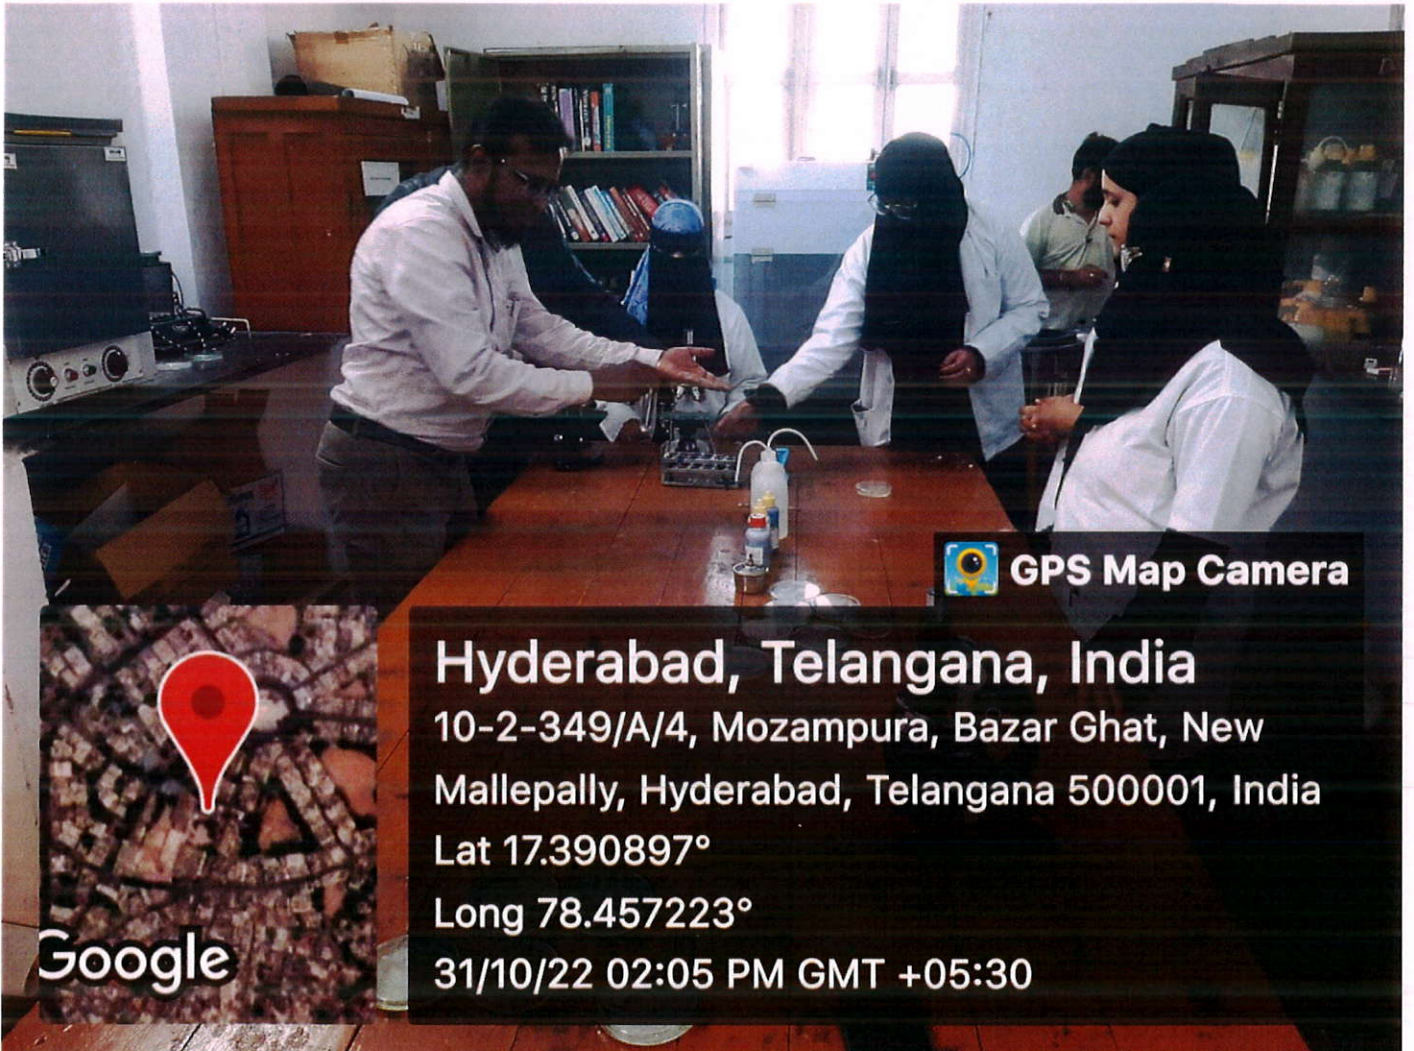 GPS Map Camera
Hyderabad, Telangana, India
10-2-349/A/4, Mozampura, Bazar Ghat, New
Mallepally, Hyderabad, Telangana 500001, India
Lat 17.390897°
Long 78.457223°
31/10/22 02:05 PM GMT +05:30
Google